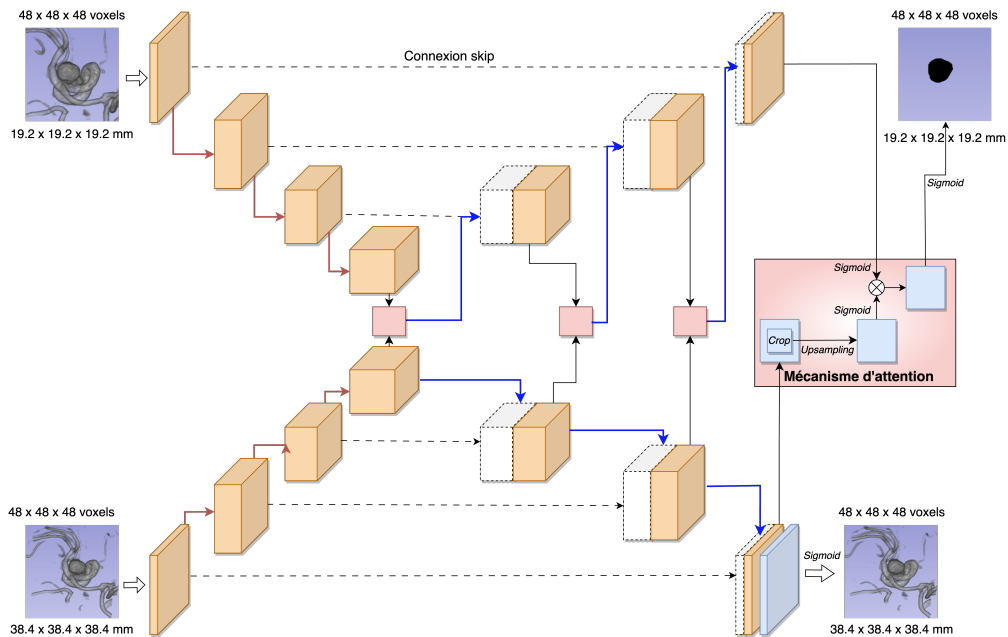 48 x 48 x 48 voxels
19.2 x 19.2 x 19.2 mm
Connexion skip
48 x 48 x 48 voxels
19.2 x 19.2 x 19.2 mm
Sigmoid
Sigmoid
Sigmoid
Crop
Upsampling
Mécanisme d'attention
48 x 48 x 48 voxels
38.4 x 38.4 x 38.4 mm
Sigmoid
48 x 48 x 48 voxels
38.4 x 38.4 x 38.4 mm